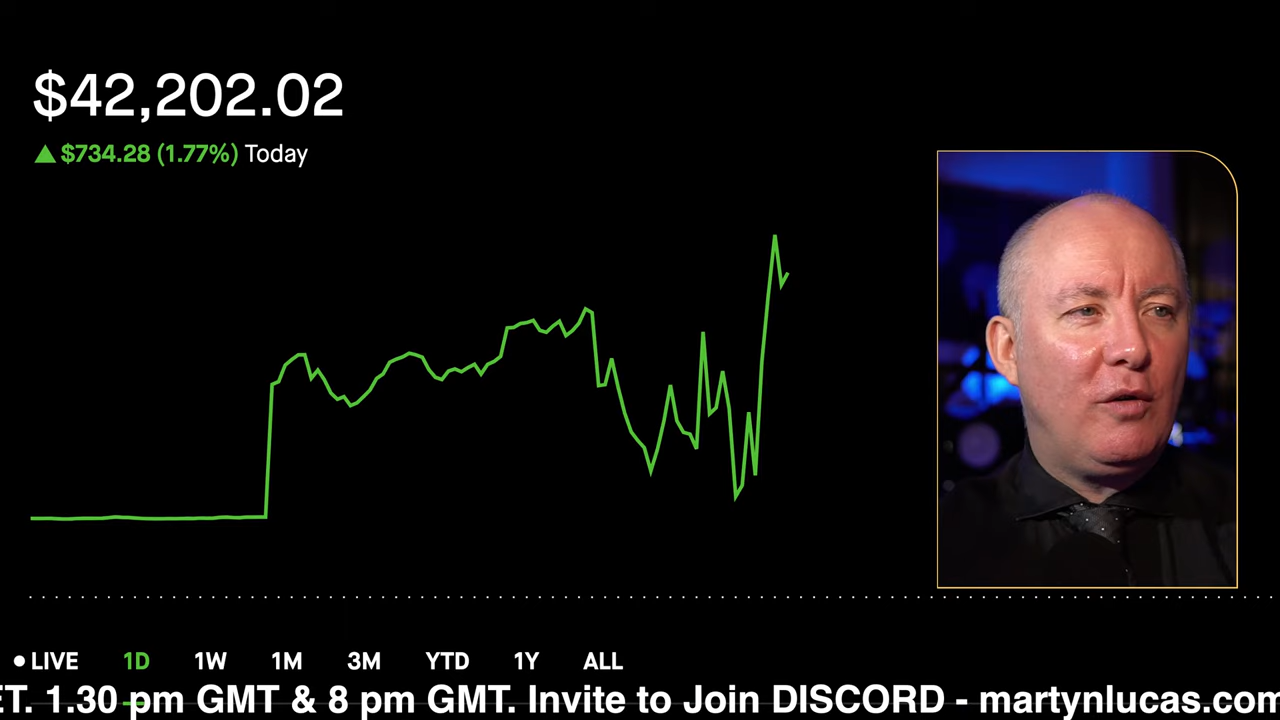 $42,202.02
▲ $734.28 (1.77%) Today
LIVE 1D 1W 1M 3M YTD 1Y ALL
ET. 1.30 pm GMT & 8 pm GMT. Invite to Join DISCORD - martynlucas.com